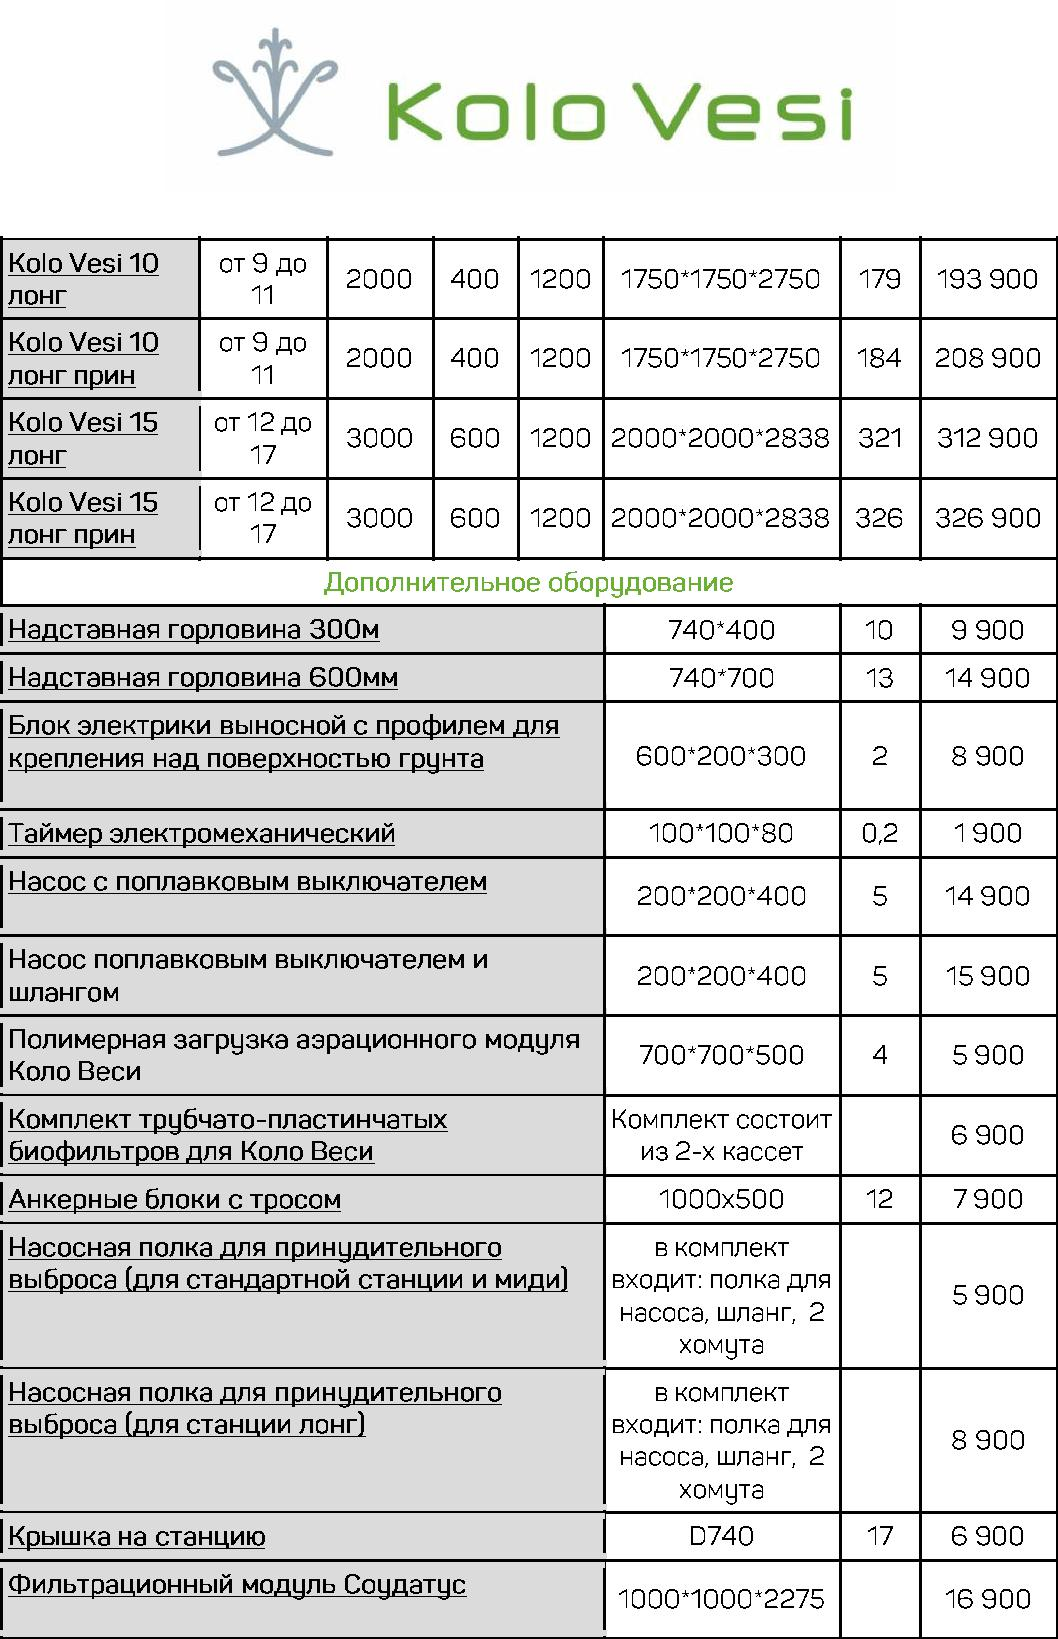 Kolo Vesi
Kolo Vesi 10 лонг от 9 до 11 2000 400 1200 1750*1750*2750 179 193 900
Kolo Vesi 10 лонг прин от 9 до 11 2000 400 1200 1750*1750*2750 184 208 900
Kolo Vesi 15 лонг от 12 до 17 3000 600 1200 2000*2000*2838 321 312 900
Kolo Vesi 15 лонг прин от 12 до 17 3000 600 1200 2000*2000*2838 326 326 900
Дополнительное оборудование
Надставная горловина 300м 740*400 10 9 900
Надставная горловина 600мм 740*700 13 14 900
Блок электрики выносной с профилем для
крепления над поверхностью грунта 600*200*300 2 8 900
Таймер электромеханический 100*100*80 0,2 1 900
Насос с поплавковым выключателем 200*200*400 5 14 900
Насос поплавковым выключателем и
шлангом 200*200*400 5 15 900
Полимерная загрузка аэрационного модуля
Коло Веси 700*700*500 4 5 900
Комплект трубчато-пластинчатых
биофильтров для Коло Веси
Комплект состоит
из 2-х кассет
6 900
Анкерные блоки с тросом 1000x500 12 7 900
Насосная полка для принудительного
выброса (для стандартной станции и миди)
в комплект
входит: полка для
насоса, шланг, 2
хомута
5 900
Насосная полка для принудительного
выброса (для станции лонг)
в комплект
входит: полка для
насоса, шланг, 2
хомута
8 900
Крышка на станцию D740 17 6 900
Фильтрационный модуль Соудатус 1000*1000*2275 16 900